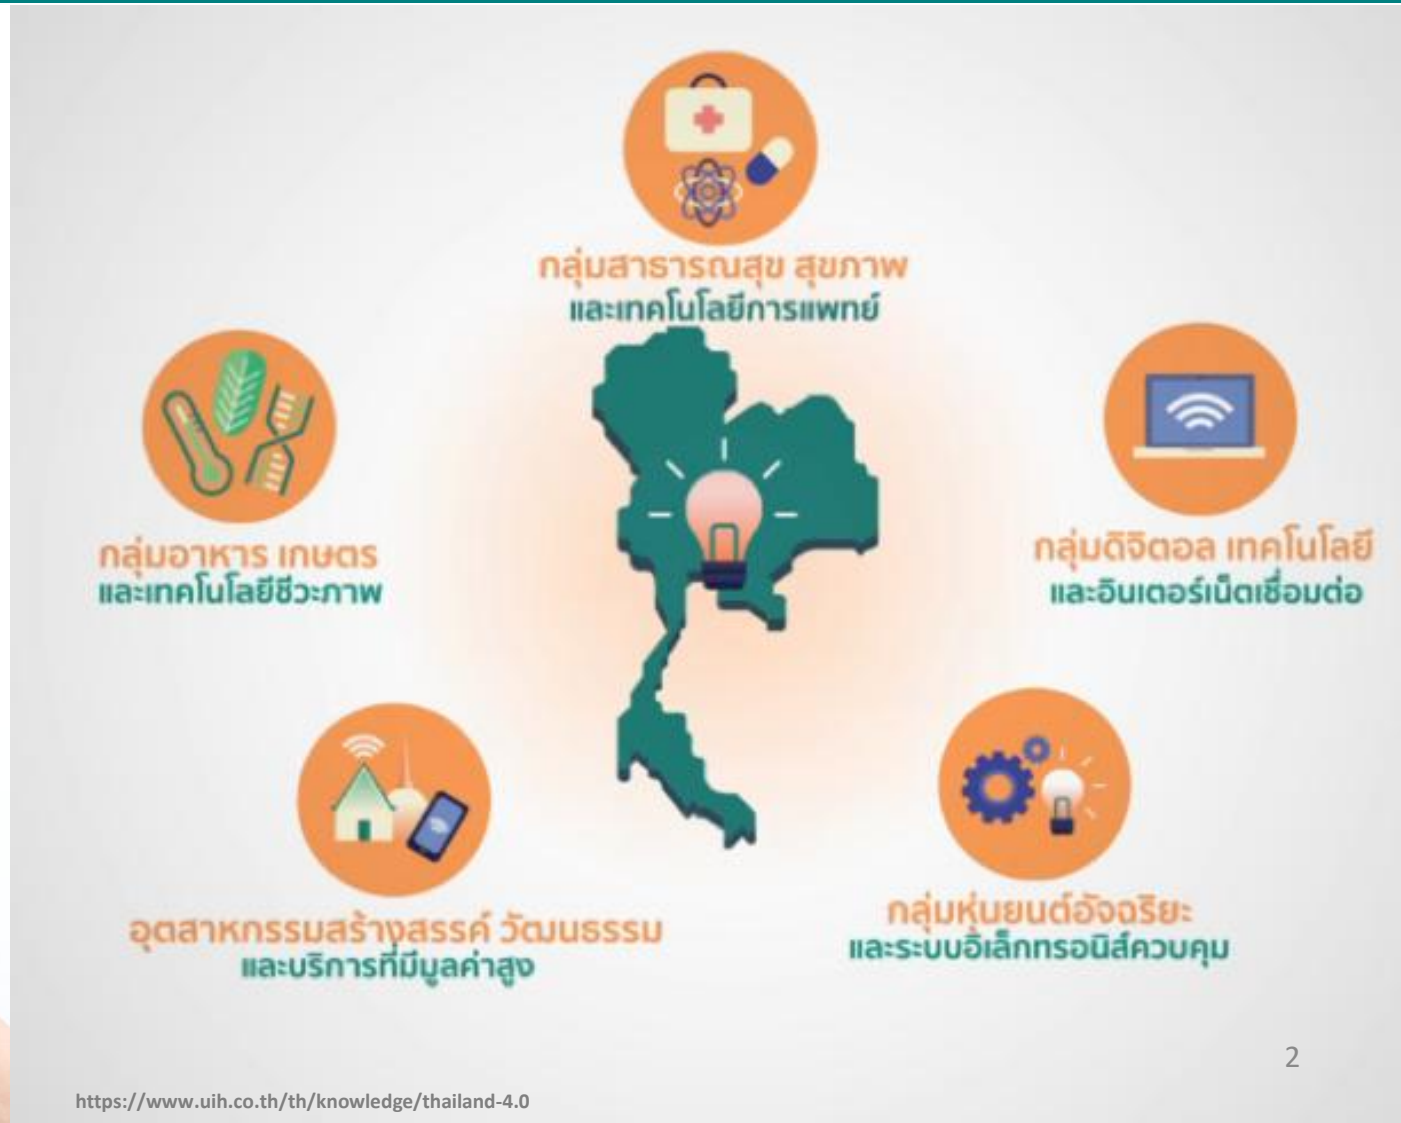 กลุ่มสาธารณสุข สุขภาพ
และเทคโนโลยีการแพทย์
กลุ่มอาหาร เกษตร
และเทคโนโลยีชีวะภาพ
กลุ่มดิจิตอล เทคโนโลยี
และอินเตอร์เน็ตเชื่อมต่อ
อุตสาหกรรมสร้างสรรค์ วัฒนธรรม
และบริการที่มีมูลค่าสูง
กลุ่มหุ่นยนต์อัจฉริยะ
และระบบอิเล็กทรอนิส์ควบคุม
2
https://www.uih.co.th/th/knowledge/thailand-4.0